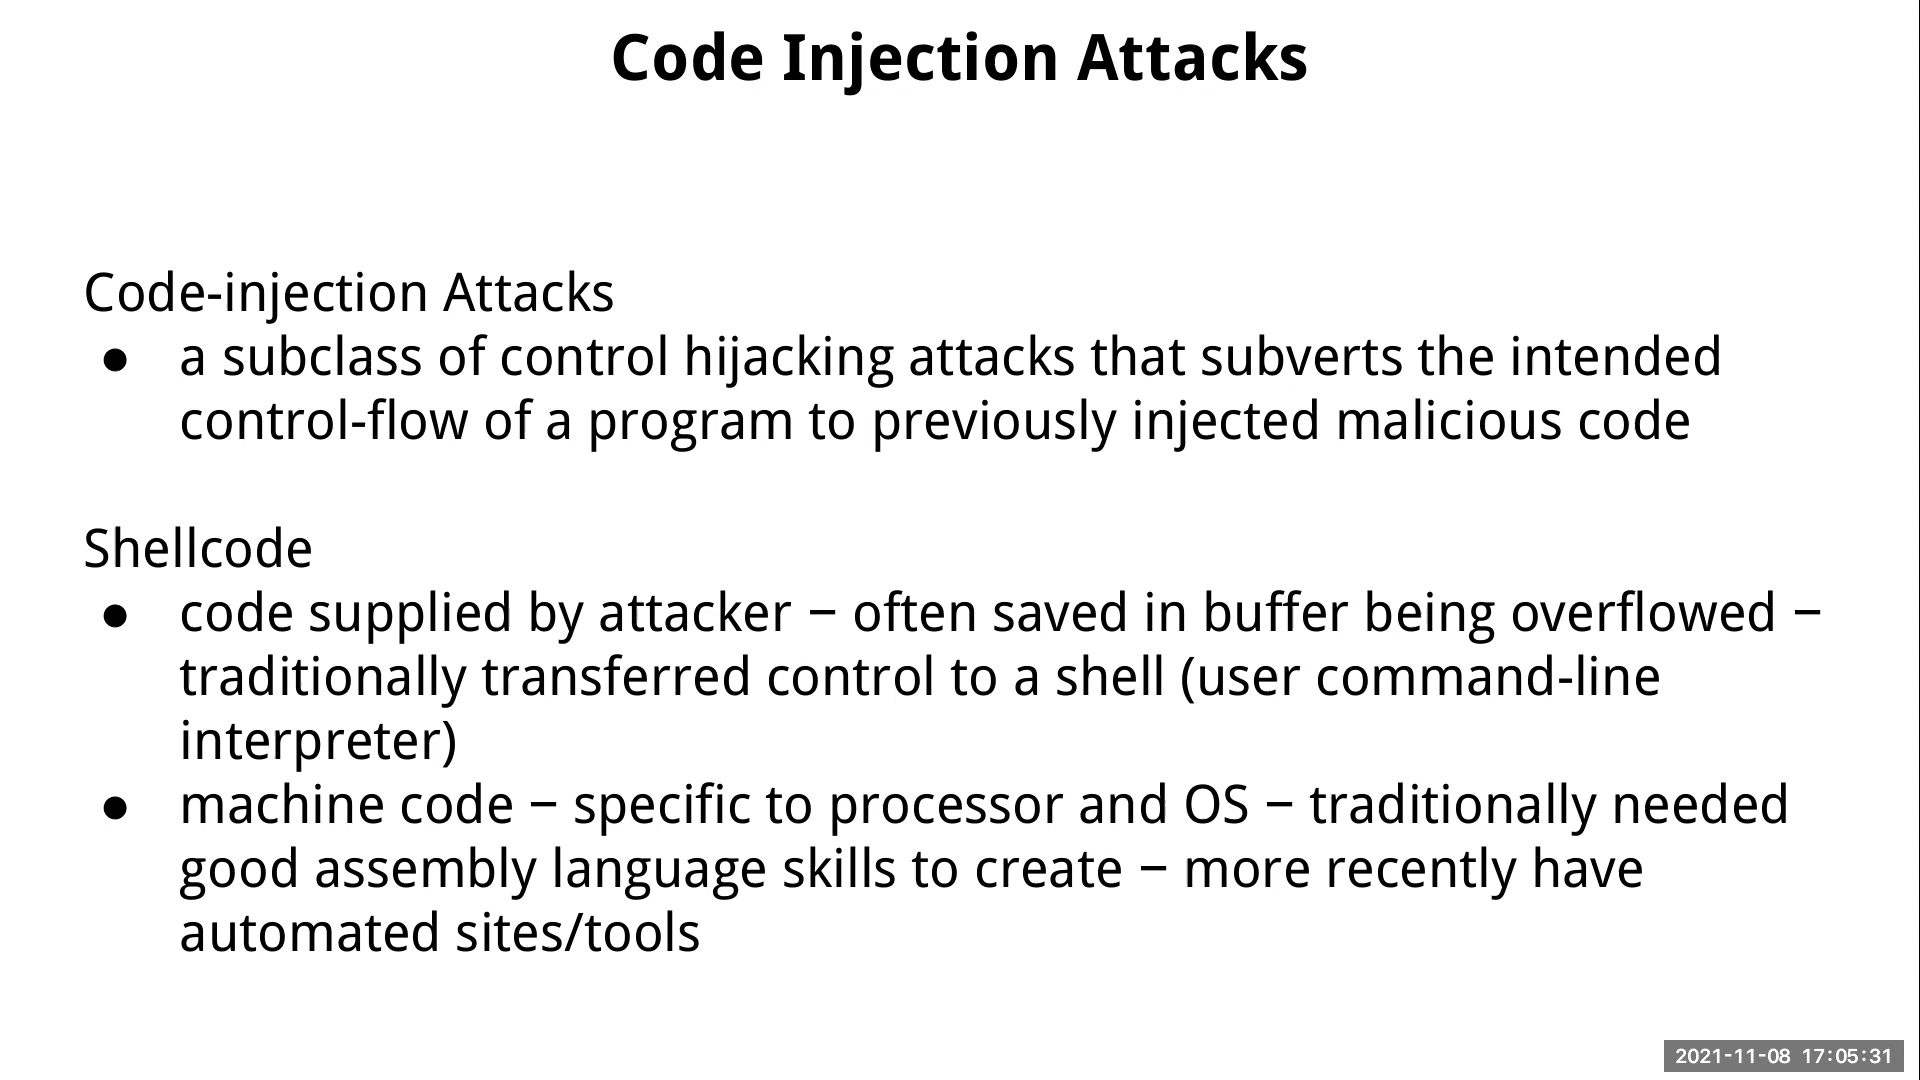 Code Injection Attacks
Code-injection Attacks
● a subclass of control hijacking attacks that subverts the intended
control-flow of a program to previously injected malicious code
Shellcode
● code supplied by attacker − often saved in buffer being overflowed −
traditionally transferred control to a shell (user command-line
interpreter)
● machine code − specific to processor and OS − traditionally needed
good assembly language skills to create − more recently have
automated sites/tools
2021-11-08 17:05:31